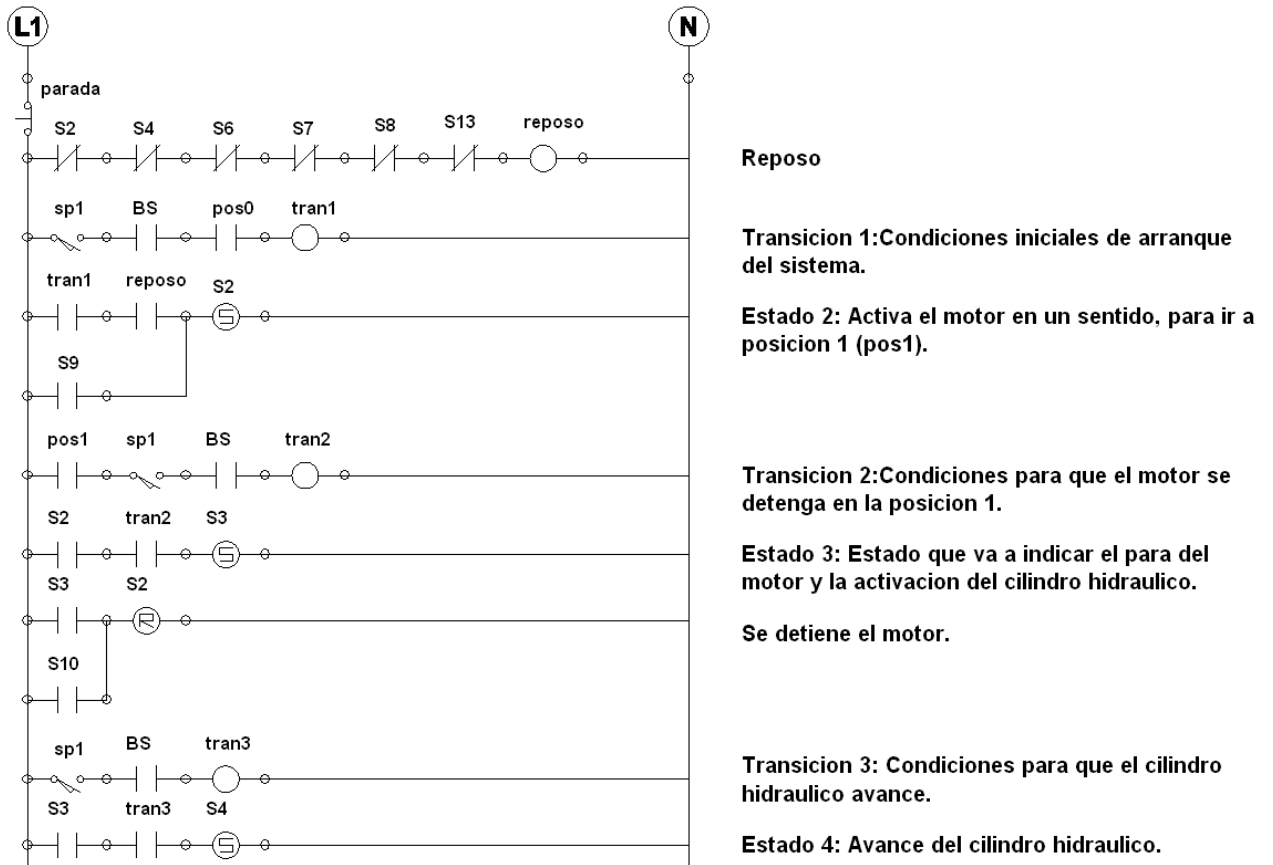 L1 N
parada
S2 S4 S6 S7 S8 S13 reposo
Reposo
sp1 BS pos0 tran1
Transicion 1:Condiciones iniciales de arranque
del sistema.
tran1 reposo S2
S
Estado 2: Activa el motor en un sentido, para ir a
posicion 1 (pos1).
S9
pos1 sp1 BS tran2
Transicion 2:Condiciones para que el motor se
detenga en la posicion 1.
S2 tran2 S3
S
Estado 3: Estado que va a indicar el para del
motor y la activacion del cilindro hidraulico.
S3 S2
R
Se detiene el motor.
S10
sp1 BS tran3
Transicion 3: Condiciones para que el cilindro
hidraulico avance.
S3 tran3 S4
S
Estado 4: Avance del cilindro hidraulico.